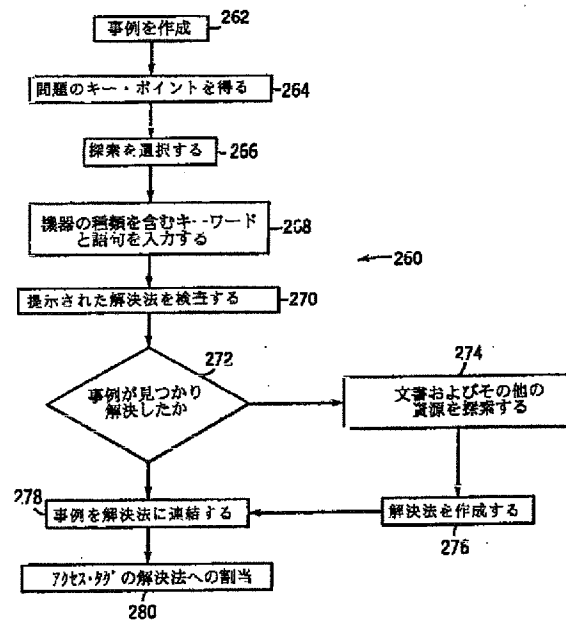 事例を作成
262
問題のキー・ポイントを得る
264
探索を選択する
266
機器の種類を含むキーワード
と語句を入力する
268
260
提示された解決法を検査する
270
272
事例が見つかり
解決したか
274
文書およびその他の
資源を探索する
278
事例を解決法に連結する
解決法を作成する
276
アクセス・タグの解決法への割当
280